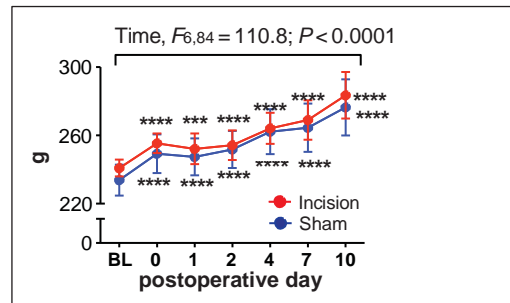 Time, F6,84 = 110.8; P < 0.0001
300
**** *** **** **** **** ****
****
260
g
**** **** **** **** ****
220
Incision
Sham
0
BL 0 1 2 4 7 10
postoperative day